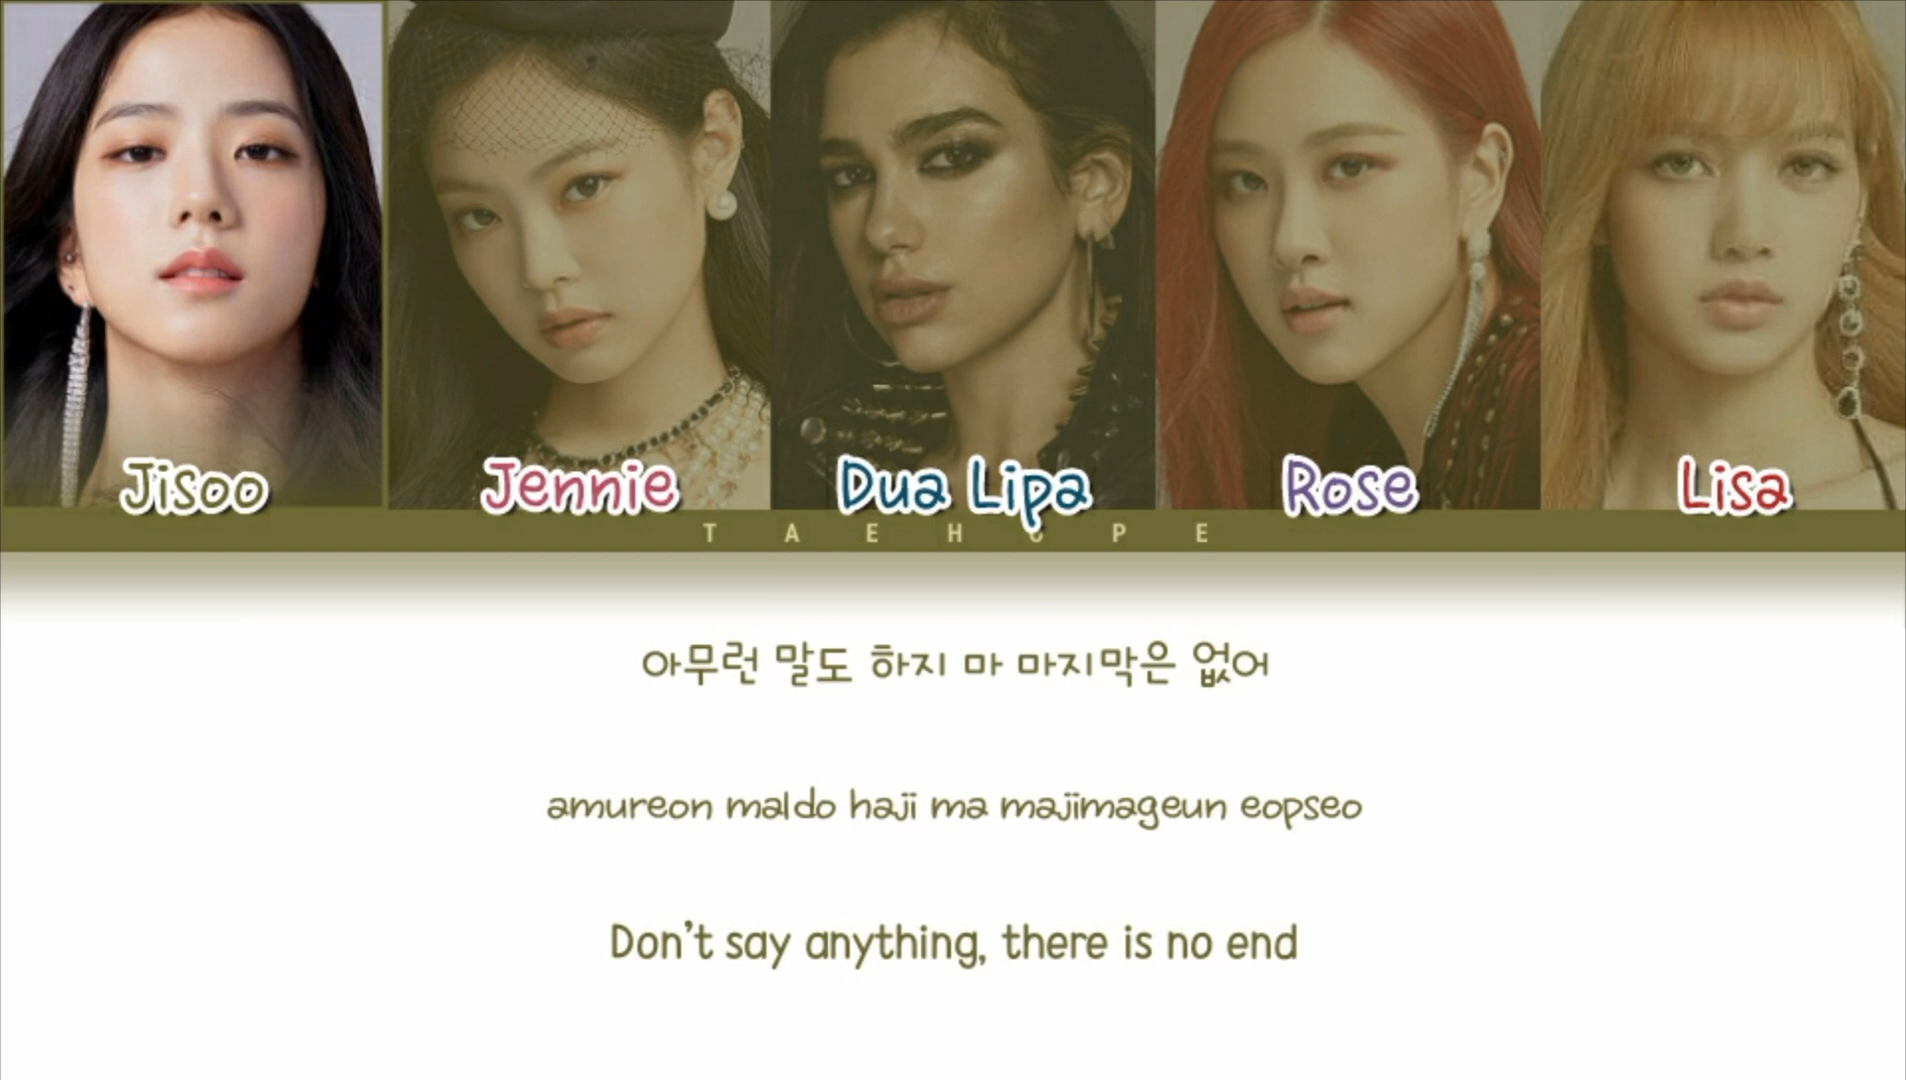 Jisoo Jennie Dua Lipa Rose Lisa
TAEHOPE
아무런 말도 하지 마 마지막은 없어
amureon maldo haji ma majimageun eopseo
Don't say anything, there is no end